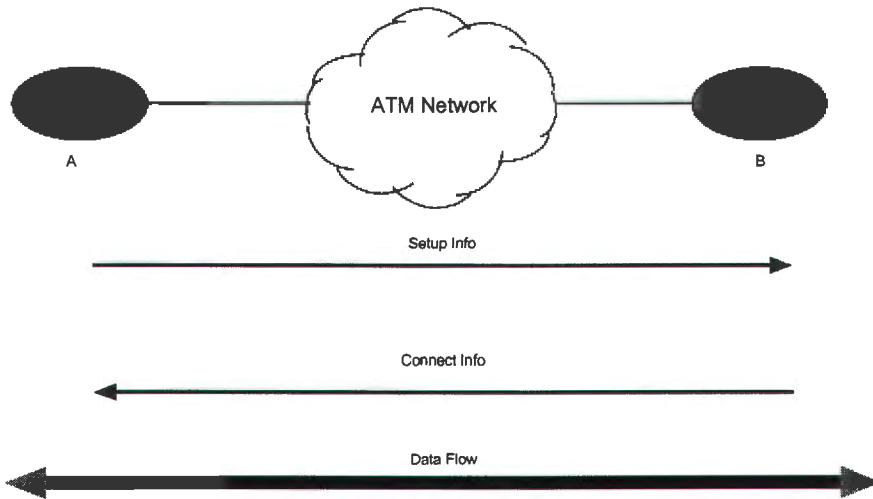 ATM Network
A
B
Setup Info
Connect Info
Data Flow